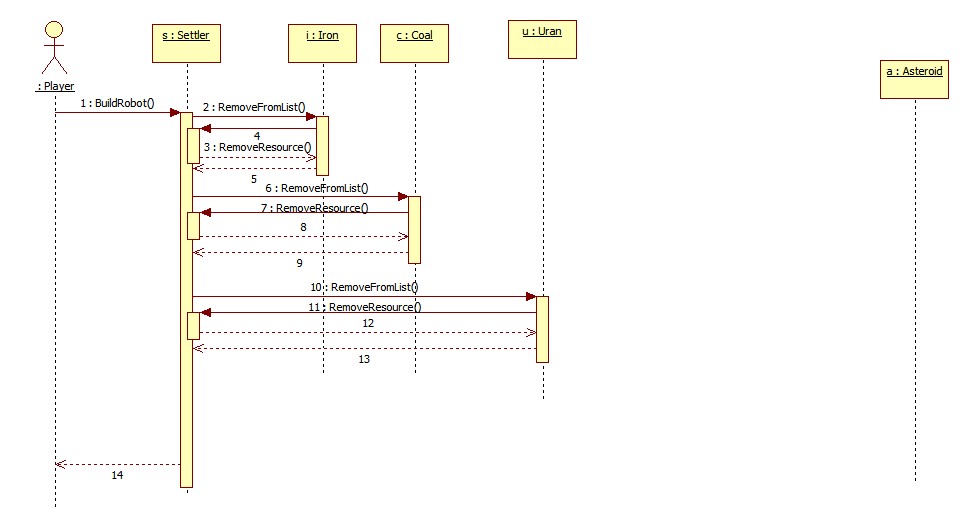 s : Settler
i : Iron
c : Coal
u : Uran
a : Asteroid
: Player
1 : BuildRobot()
2 : RemoveFromList()
4
3 : RemoveResource()
5
6 : RemoveFromList()
7 : RemoveResource()
8
9
10 : RemoveFromList()
11 : RemoveResource()
12
13
14